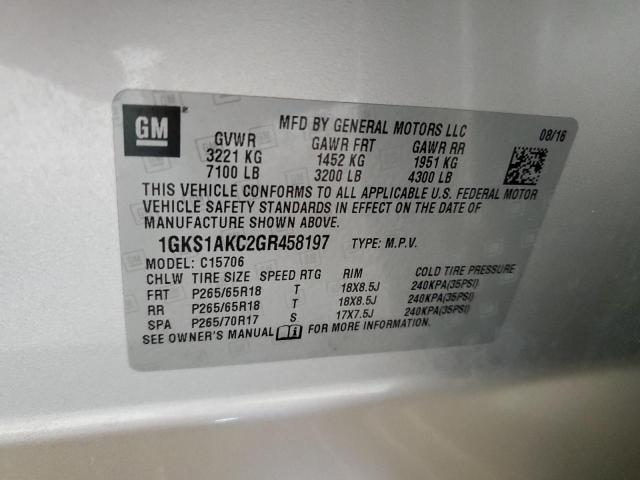 GM
MFD BY GENERAL MOTORS LLC 08/16
GVWR GAWR FRT GAWR RR
3221 KG 1452 KG 1951 KG
7100 LB 3200 LB 4300 LB
THIS VEHICLE CONFORMS TO ALL APPLICABLE U.S. FEDERAL MOTOR
VEHICLE SAFETY STANDARDS IN EFFECT ON THE DATE OF
MANUFACTURE SHOWN ABOVE.
1GKS1AKC2GR458197 TYPE: M.P.V.
MODEL: C15706
CHLW TIRE SIZE SPEED RTG RIM COLD TIRE PRESSURE
FRT P265/65R18 T 18X8.5J 240KPA(35PSI)
RR P265/65R18 T 18X8.5J 240KPA(35PSI)
SPA P265/70R17 S 17X7.5J 240KPA(35PSI)
SEE OWNER'S MANUAL FOR MORE INFORMATION.